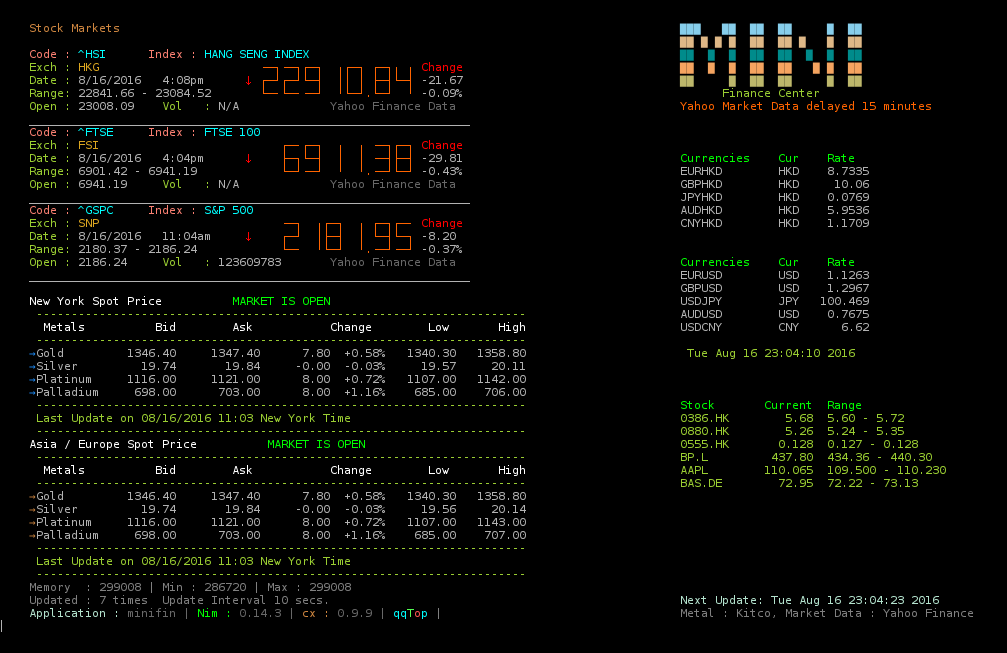 Stock Markets
Code : ^HSI Index : HANG SENG INDEX
Exch : HKG
Date : 8/16/2016 4:08pm ↓ 22910.84 Change -21.67
Range: 22841.66 - 23084.52 -0.09%
Open : 23008.09 Vol : N/A Yahoo Finance Data
Code : ^FTSE Index : FTSE 100
Exch : FSI
Date : 8/16/2016 4:04pm ↓ 6911.38 Change -29.81
Range: 6901.42 - 6941.19 -0.43%
Open : 6941.19 Vol : N/A Yahoo Finance Data
Code : ^GSPC Index : S&P 500
Exch : SNP
Date : 8/16/2016 11:04am ↓ 2181.95 Change -8.20
Range: 2180.37 - 2186.24 -0.37%
Open : 2186.24 Vol : 123609783 Yahoo Finance Data
New York Spot Price MARKET IS OPEN
Metals Bid Ask Change Low High
→Gold 1346.40 1347.40 7.80 +0.58% 1340.30 1358.80
→Silver 19.74 19.84 -0.00 -0.03% 19.57 20.11
→Platinum 1116.00 1121.00 8.00 +0.72% 1107.00 1142.00
→Palladium 698.00 703.00 8.00 +1.16% 685.00 706.00
Last Update on 08/16/2016 11:03 New York Time
Asia / Europe Spot Price MARKET IS OPEN
Metals Bid Ask Change Low High
→Gold 1346.40 1347.40 7.80 +0.58% 1340.30 1358.80
→Silver 19.74 19.84 -0.00 -0.03% 19.56 20.14
→Platinum 1116.00 1121.00 8.00 +0.72% 1107.00 1143.00
→Palladium 698.00 703.00 8.00 +1.16% 685.00 707.00
Last Update on 08/16/2016 11:03 New York Time
Memory : 299008 | Min : 286720 | Max : 299008
Updated : 7 times Update Interval 10 secs.
Application : minifin | Nim : 0.14.3 | cx : 0.9.9 | qqTop |
Finance Center
Yahoo Market Data delayed 15 minutes
Currencies Cur Rate
EURHKD HKD 8.7335
GBPHKD HKD 10.06
JPYHKD HKD 0.0769
AUDHKD HKD 5.9536
CNYHKD HKD 1.1709
Currencies Cur Rate
EURUSD USD 1.1263
GBPUSD USD 1.2967
USDJPY JPY 100.469
AUDUSD USD 0.7675
USDCNY CNY 6.62
Tue Aug 16 23:04:10 2016
Stock Current Range
0386.HK 5.68 5.60 - 5.72
0880.HK 5.26 5.24 - 5.35
0555.HK 0.128 0.127 - 0.128
BP.L 437.80 434.36 - 440.30
AAPL 110.065 109.500 - 110.230
BAS.DE 72.95 72.22 - 73.13
Next Update: Tue Aug 16 23:04:23 2016
Metal : Kitco, Market Data : Yahoo Finance